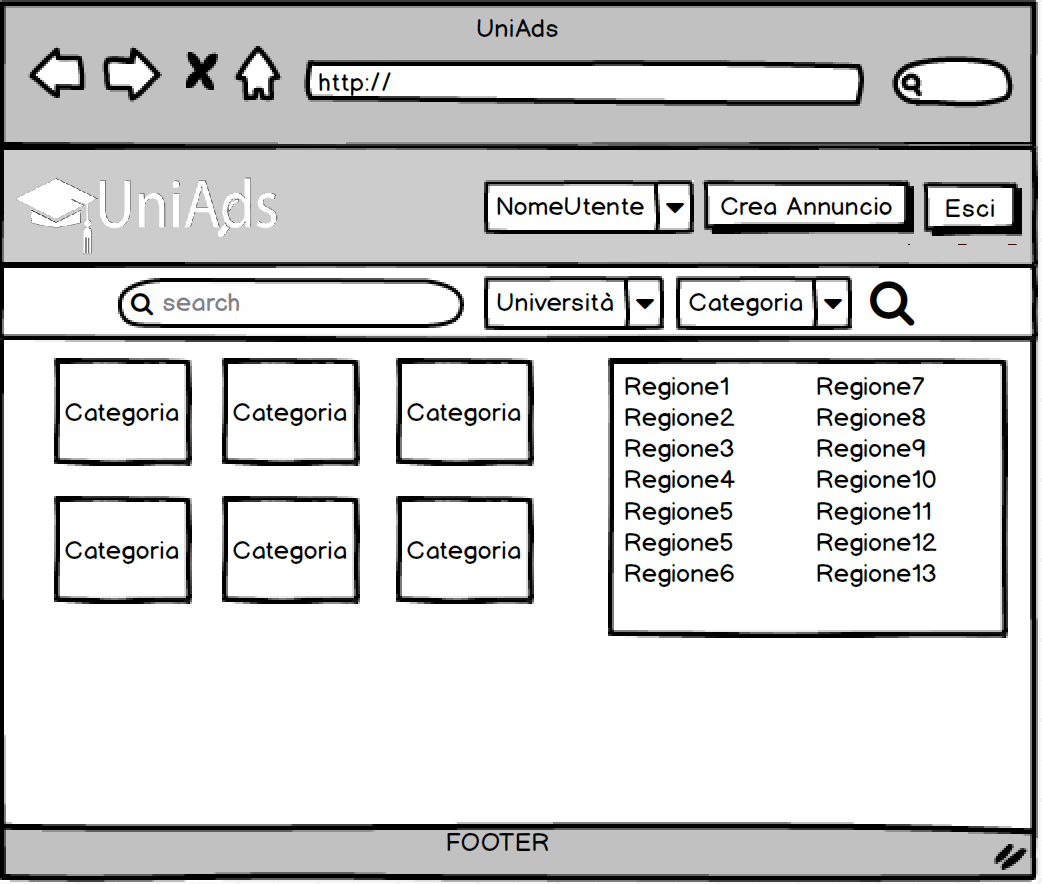 UniAds
http://
UniAds
NomeUtente
Crea Annuncio
Esci
search
Università
Categoria
Categoria Categoria Categoria
Categoria Categoria Categoria
Regione1
Regione2
Regione3
Regione4
Regione5
Regione5
Regione6
Regione7
Regione8
Regione9
Regione10
Regione11
Regione12
Regione13
FOOTER